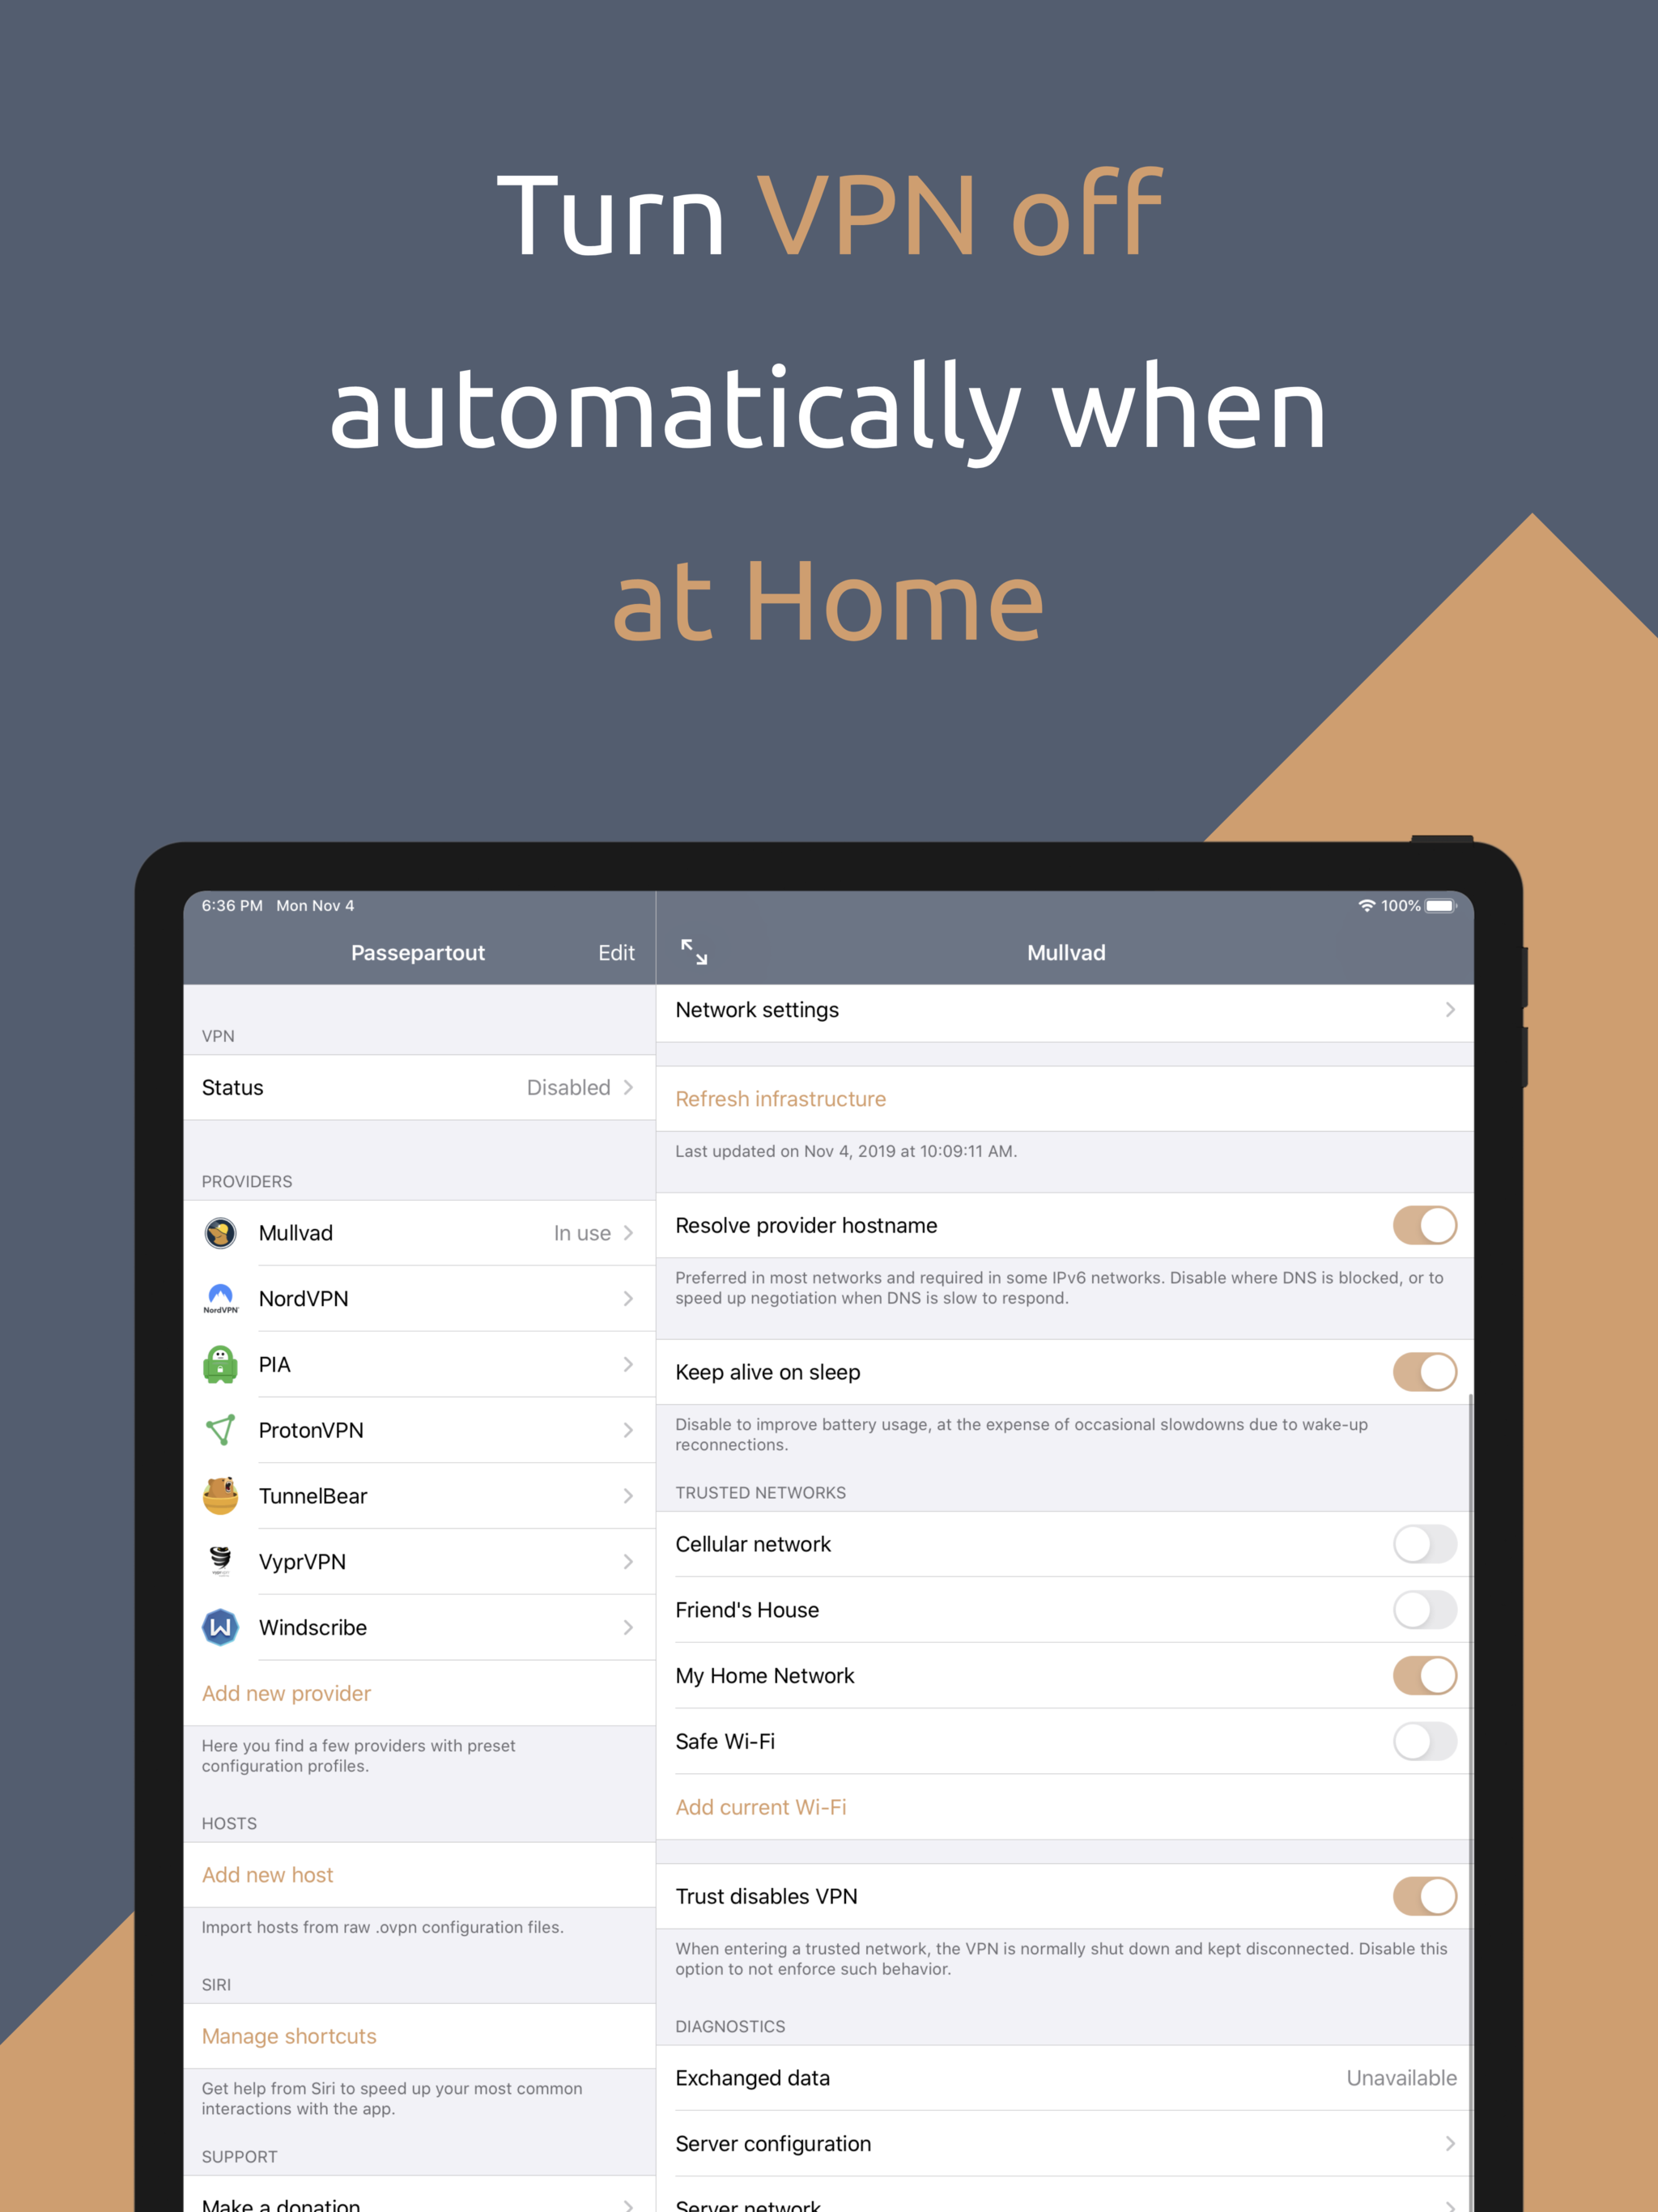 Turn VPN off
automatically when
at Home
6:36 PM Mon Nov 4
100%
Passepartout
Edit
Mullvad
VPN
Status
Disabled
PROVIDERS
Mullvad
In use
NordVPN
NordVPN
PIA
ProtonVPN
TunnelBear
VyprVPN
Windscribe
Add new provider
Here you find a few providers with preset
configuration profiles.
HOSTS
Add new host
Import hosts from raw .ovpn configuration files.
SIRI
Manage shortcuts
Get help from Siri to speed up your most common
interactions with the app.
SUPPORT
Make a donation
Network settings
Refresh infrastructure
Last updated on Nov 4, 2019 at 10:09:11 AM.
Resolve provider hostname
Preferred in most networks and required in some IPv6 networks. Disable where DNS is blocked, or to
speed up negotiation when DNS is slow to respond.
Keep alive on sleep
Disable to improve battery usage, at the expense of occasional slowdowns due to wake-up
reconnections.
TRUSTED NETWORKS
Cellular network
Friend's House
My Home Network
Safe Wi-Fi
Add current Wi-Fi
Trust disables VPN
When entering a trusted network, the VPN is normally shut down and kept disconnected. Disable this
option to not enforce such behavior.
DIAGNOSTICS
Exchanged data
Unavailable
Server configuration
Server network